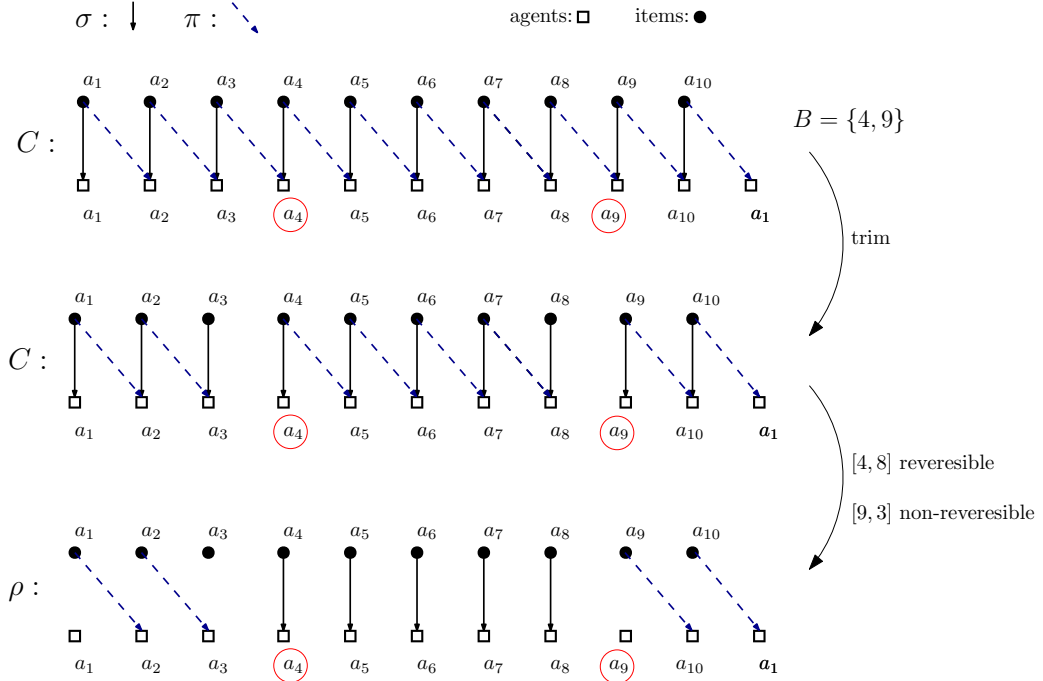 σ: π: agents: items:
a₁ a₂ a₃ a₄ a₅ a₆ a₇ a₈ a₉ a₁₀
B = {4, 9}
C :
a₁ a₂ a₃ a₄ a₅ a₆ a₇ a₈ a₉ a₁₀ a₁
trim
a₁ a₂ a₃ a₄ a₅ a₆ a₇ a₈ a₉ a₁₀
C :
a₁ a₂ a₃ a₄ a₅ a₆ a₇ a₈ a₉ a₁₀ a₁
[4, 8] reveresible
[9, 3] non-reveresible
a₁ a₂ a₃ a₄ a₅ a₆ a₇ a₈ a₉ a₁₀
ρ :
a₁ a₂ a₃ a₄ a₅ a₆ a₇ a₈ a₉ a₁₀ a₁